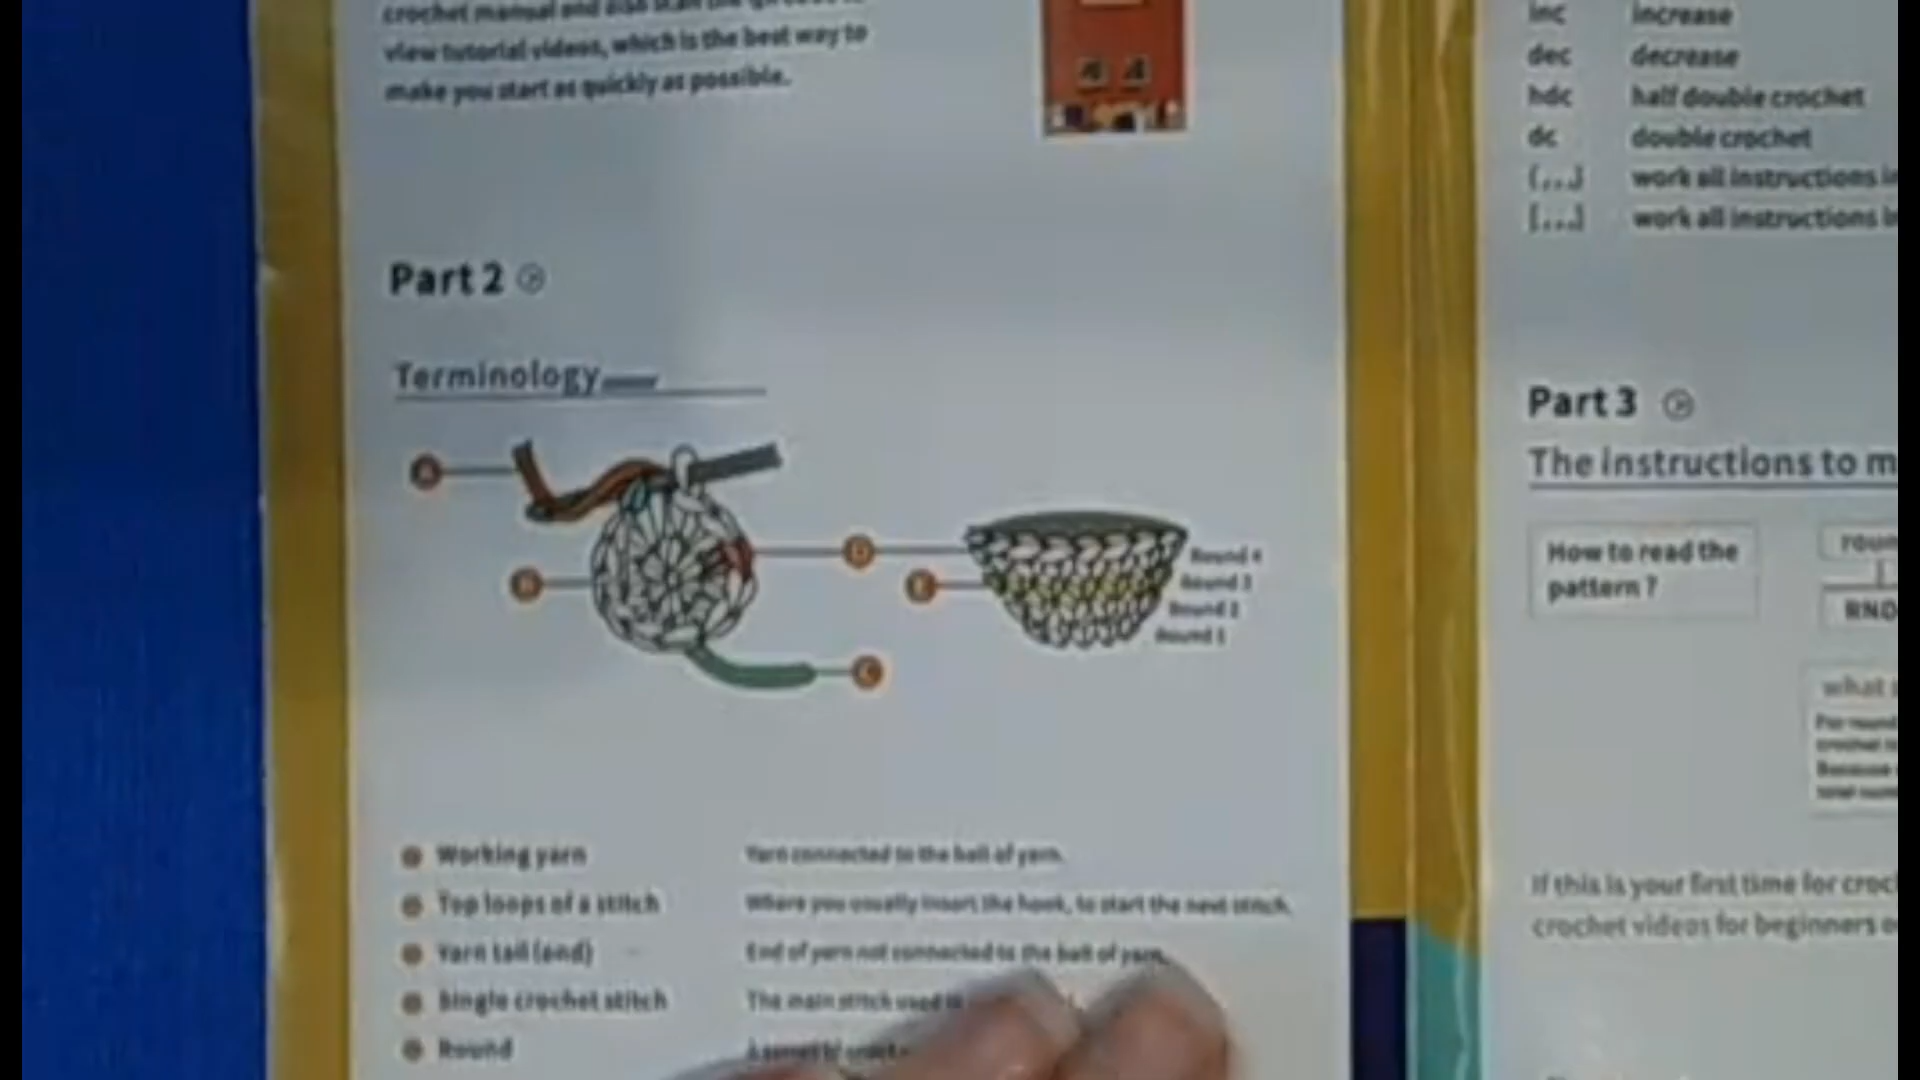 crochet manual and also scan the
view tutorial videos, which is the best way to
make you start as quickly as possible.
Part 2
Terminology
A
B
C
D
E
Round 4
Round 3
Round 2
Round 1
Working yarn Yarn connected to the ball of yarn.
Top loops of a stitch Where you usually insert the hook, to start the next stitch.
Yarn tail (end) End of yarn not connected to the ball of yarn.
Single crochet stitch The main stitch used
Round
inc increase
dec decrease
hdc half double crochet
dc double crochet
(...) work all instructions
[...] work all instructions
Part 3
The instructions to
How to read the
pattern ?
RND
what
For round
crochet
Because
If this is your first time for
crochet videos for beginners